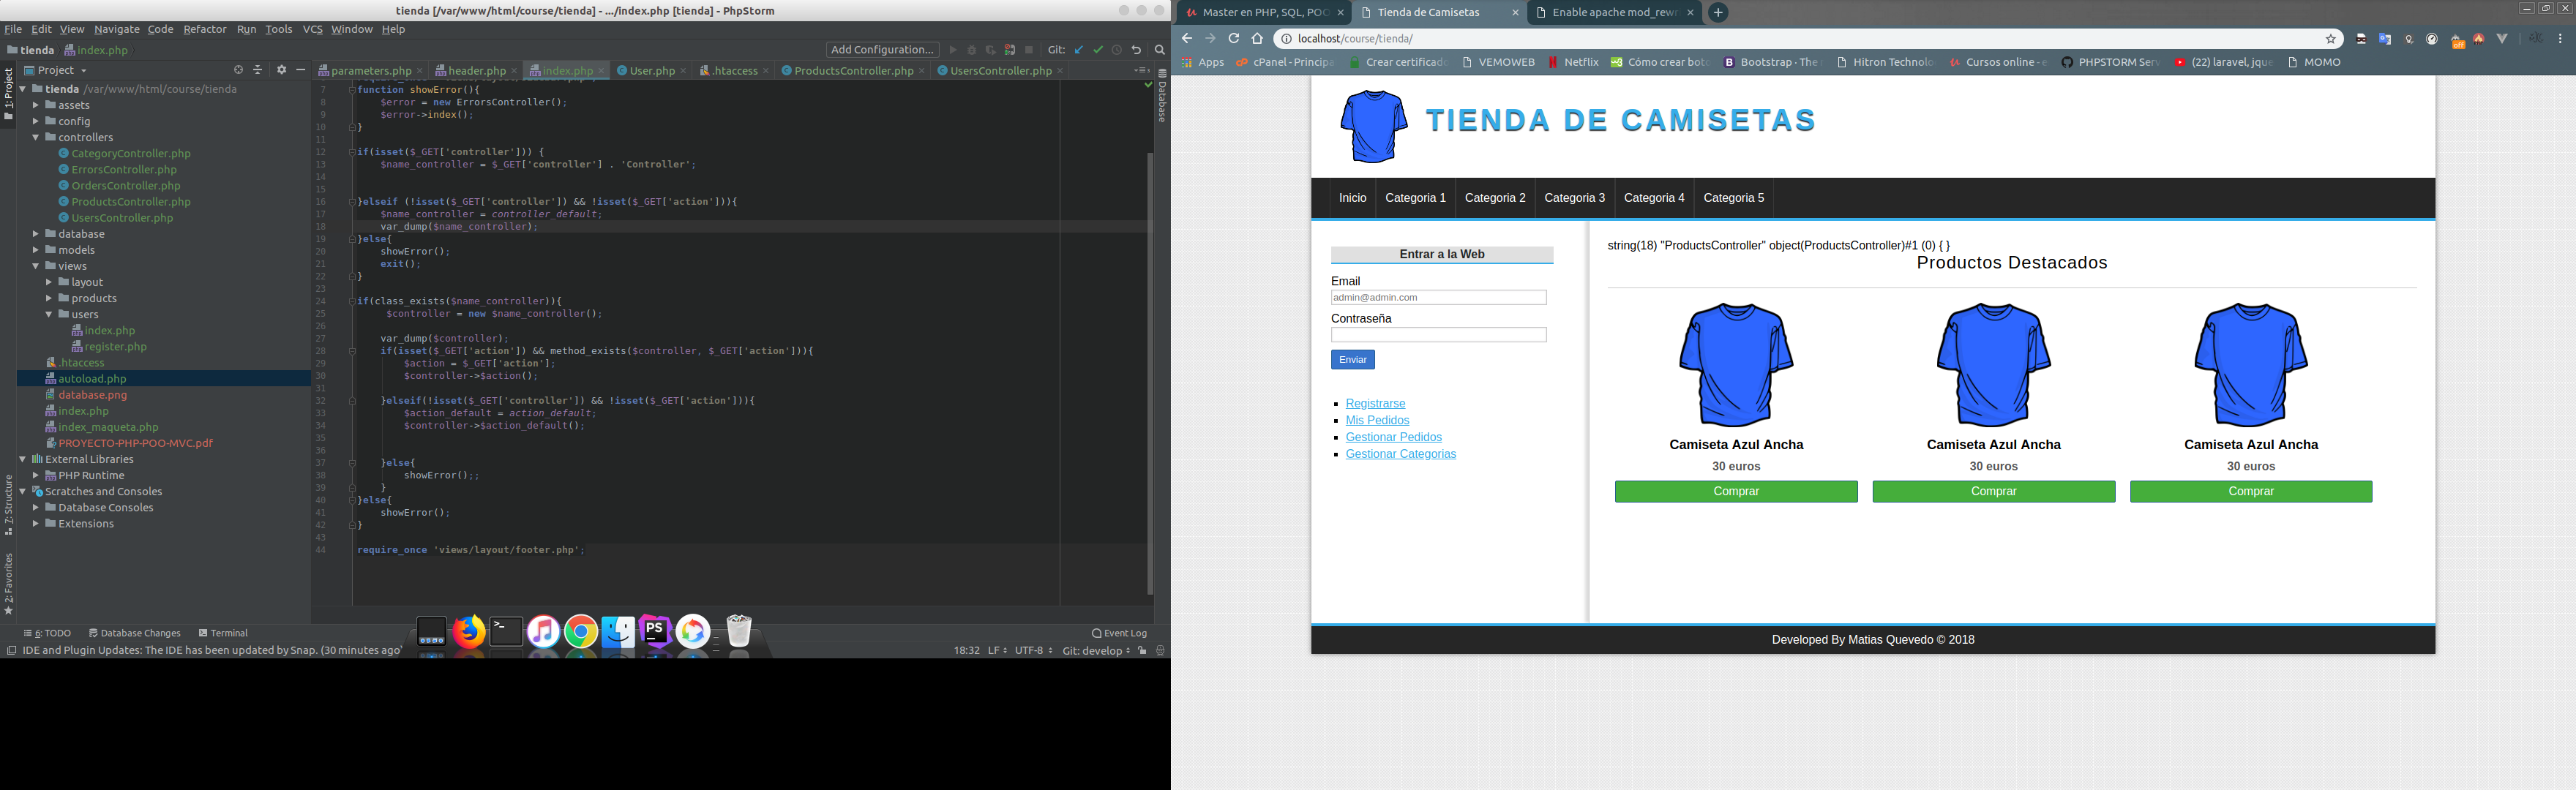 tienda [/var/www/html/course/tienda] - .../index.php [tienda] - PhpStorm
File Edit View Navigate Code Refactor Run Tools VCS Window Help
tienda index.php
Add Configuration... Git:
Project
parameters.php header.php index.php User.php .htaccess ProductsController.php UsersController.php
1: Project
7: Structure
2: Favorites
Database
tienda /var/www/html/course/tienda
assets
config
controllers
CategoryController.php
ErrorsController.php
OrdersController.php
ProductsController.php
UsersController.php
database
models
views
layout
products
users
index.php
register.php
.htaccess
autoload.php
database.png
index.php
index_maqueta.php
PROYECTO-PHP-POO-MVC.pdf
External Libraries
PHP Runtime
Scratches and Consoles
Database Consoles
Extensions
7 function showError(){
8 $error = new ErrorsController();
9 $error->index();
10 }
11
12 if(isset($_GET['controller'])) {
13 $name_controller = $_GET['controller'] . 'Controller';
14
15
16 }elseif (!isset($_GET['controller']) && !isset($_GET['action'])){
17 $name_controller = controller_default;
18 var_dump($name_controller);
19 }else{
20 showError();
21 exit();
22 }
23
24 if(class_exists($name_controller)){
25 $controller = new $name_controller();
26
27 var_dump($controller);
28 if(isset($_GET['action']) && method_exists($controller, $_GET['action'])){
29 $action = $_GET['action'];
30 $controller->$action();
31
32 }elseif(!isset($_GET['controller']) && !isset($_GET['action'])){
33 $action_default = action_default;
34 $controller->$action_default();
35
36
37 }else{
38 showError();;
39 }
40 }else{
41 showError();
42 }
43
44 require_once 'views/layout/footer.php';
6: TODO Database Changes Terminal
Event Log
IDE and Plugin Updates: The IDE has been updated by Snap. (30 minutes ago)
18:32 LF UTF-8 Git: develop
PS
Master en PHP, SQL, POO
Tienda de Camisetas
Enable apache mod_rewr
localhost/course/tienda/
off
Apps cPanel - Principa Crear certificado VEMOWEB Netflix Cómo crear boto Bootstrap - The Hitron Technolo Cursos online - e PHPSTORM Serv (22) laravel, jque MOMO
TIENDA DE CAMISETAS
Inicio Categoria 1 Categoria 2 Categoria 3 Categoria 4 Categoria 5
Entrar a la Web
Email
admin@admin.com
Contraseña
Enviar
Registrarse
Mis Pedidos
Gestionar Pedidos
Gestionar Categorias
string(18) "ProductsController" object(ProductsController)#1 (0) { }
Productos Destacados
Camiseta Azul Ancha Camiseta Azul Ancha Camiseta Azul Ancha
30 euros 30 euros 30 euros
Comprar Comprar Comprar
Developed By Matias Quevedo © 2018